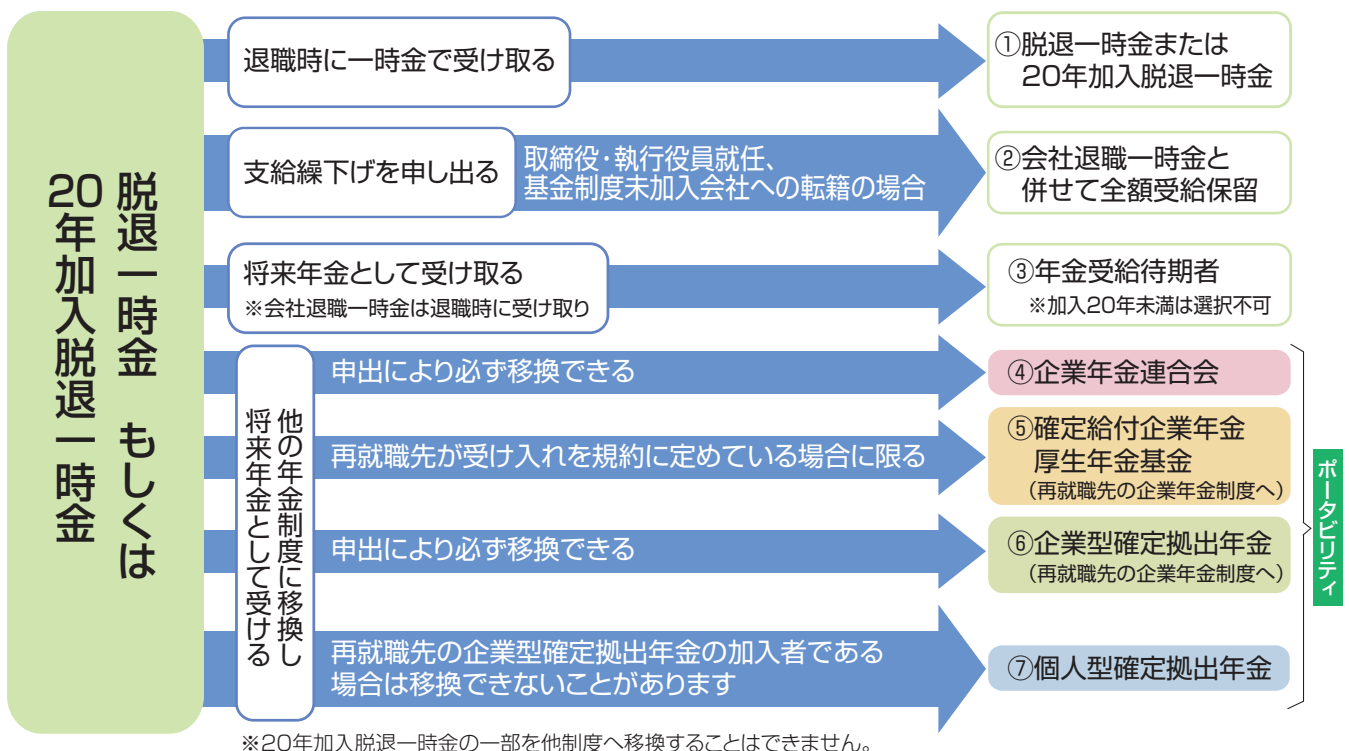 脱退一時金 もしくは
20年加入脱退一時金
退職時に一時金で受け取る
①脱退一時金または
20年加入脱退一時金
支給繰下げを申し出る
取締役・執行役員就任、
基金制度未加入会社への転籍の場合
②会社退職一時金と
併せて全額受給保留
将来年金として受け取る
※会社退職一時金は退職時に受け取り
③年金受給待期者
※加入20年未満は選択不可
他の年金制度に移換し
将来年金として受ける
申出により必ず移換できる
④企業年金連合会
再就職先が受け入れを規約に定めている場合に限る
⑤確定給付企業年金
厚生年金基金
（再就職先の企業年金制度へ）
申出により必ず移換できる
⑥企業型確定拠出年金
（再就職先の企業年金制度へ）
再就職先の企業型確定拠出年金の加入者である
場合は移換できないことがあります
⑦個人型確定拠出年金
ポータビリティ
※20年加入脱退一時金の一部を他制度へ移換することはできません。